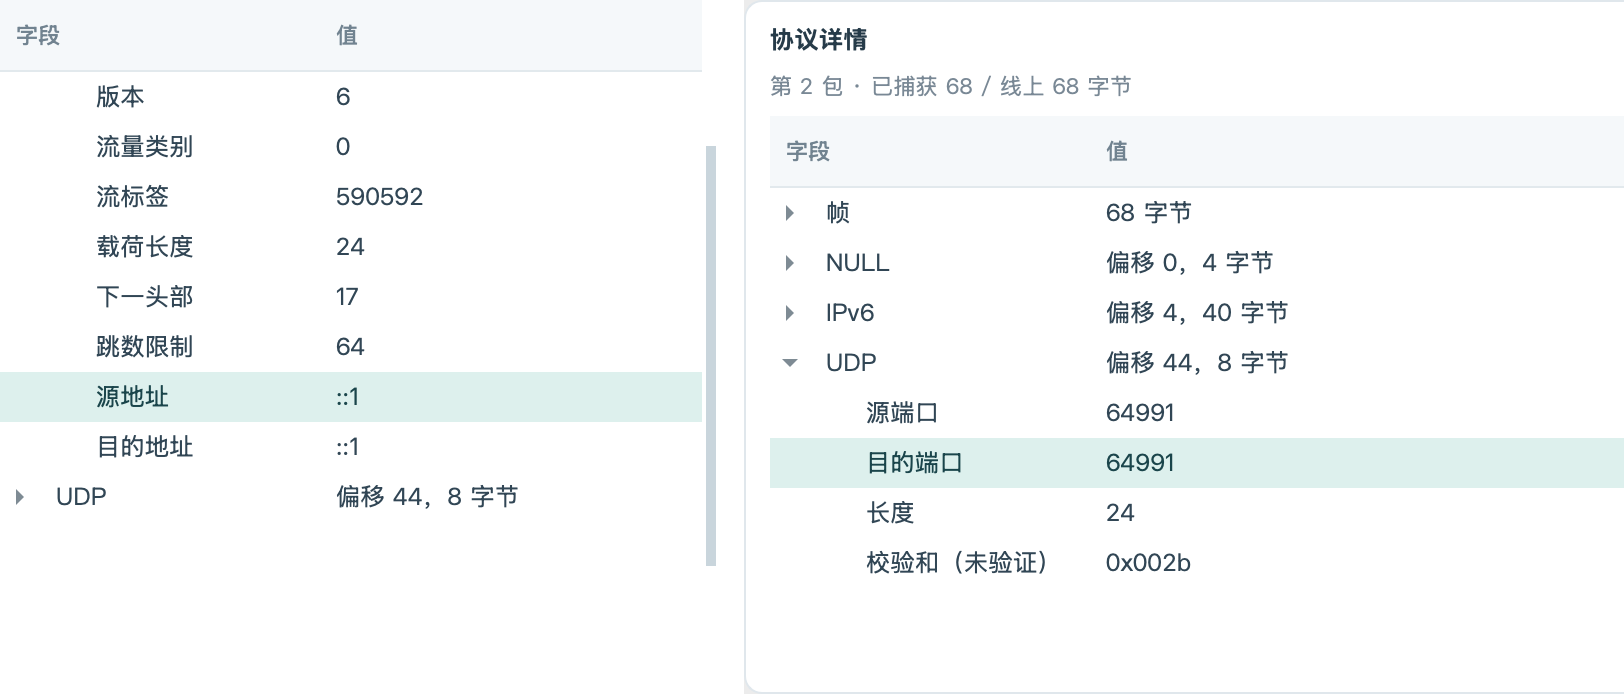 字段 值
版本 6
流量类别 0
流标签 590592
载荷长度 24
下一头部 17
跳数限制 64
源地址 ::1
目的地址 ::1
UDP 偏移 44，8 字节
协议详情
第 2 包 · 已捕获 68 / 线上 68 字节
字段 值
帧 68 字节
NULL 偏移 0，4 字节
IPv6 偏移 4，40 字节
UDP 偏移 44，8 字节
源端口 64991
目的端口 64991
长度 24
校验和（未验证） 0x002b